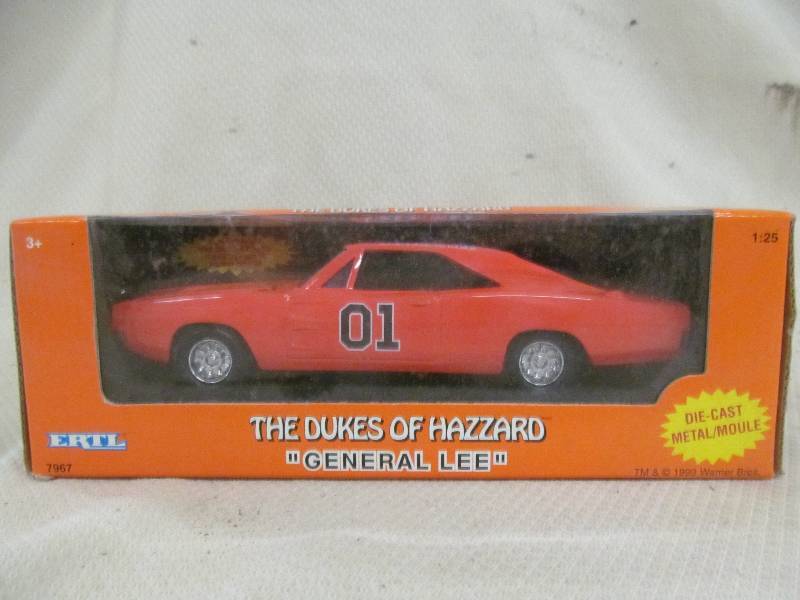 THE DUKES OF HAZZARD
3+
1:25
01
ERTL
7967
THE DUKES OF HAZZARD
"GENERAL LEE"
DIE-CAST
METAL/MOULE
TM & © 1999 Warner Bros.